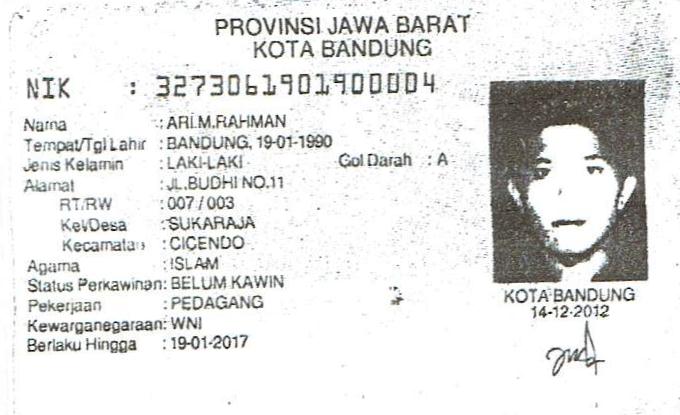 PROVINSI JAWA BARAT
KOTA BANDUNG
NIK : 3273061901900004
Nama : ARI.M.RAHMAN
Tempat/Tgl Lahir : BANDUNG, 19-01-1990
Jenis Kelamin : LAKI-LAKI Gol Darah : A
Alamat : JL.BUDHI NO.11
RT/RW : 007 / 003
Kel/Desa : SUKARAJA
Kecamatan : CICENDO
Agama : ISLAM
Status Perkawinan: BELUM KAWIN
Pekerjaan : PEDAGANG
Kewarganegaraan: WNI
Berlaku Hingga : 19-01-2017
KOTA BANDUNG
14-12-2012